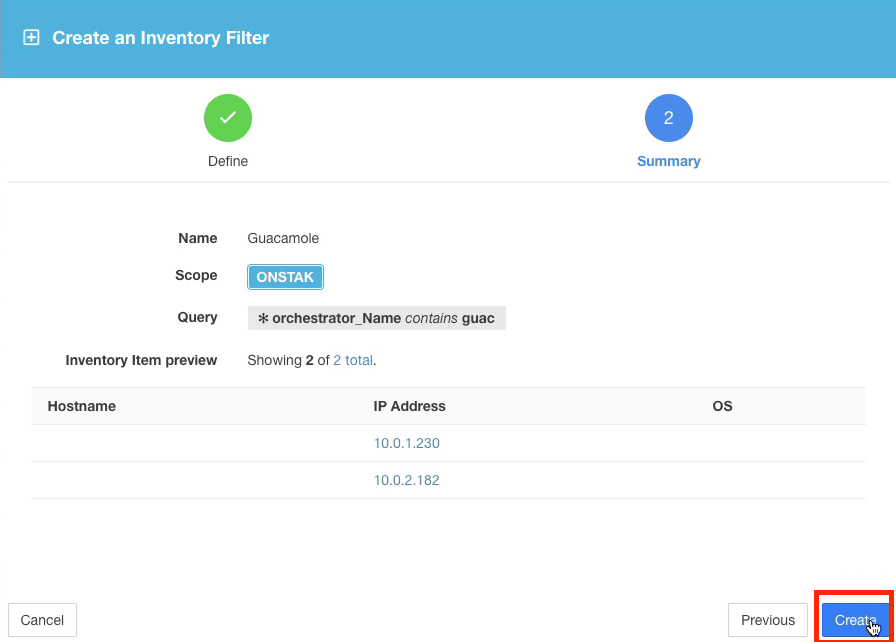 Create an Inventory Filter
2
Define
Summary
Name Guacamole
Scope ONSTAK
Query * orchestrator_Name contains guac
Inventory Item preview Showing 2 of 2 total.
Hostname IP Address OS
10.0.1.230
10.0.2.182
Cancel Previous Create